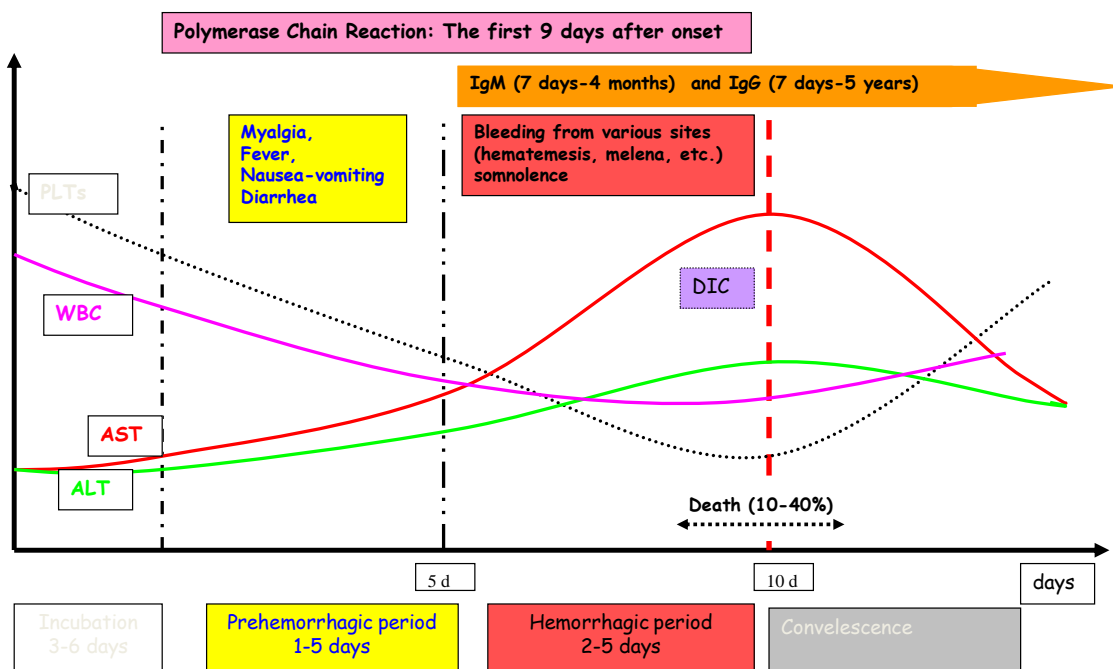 Polymerase Chain Reaction: The first 9 days after onset
IgM (7 days-4 months) and IgG (7 days-5 years)
Myalgia,
Fever,
Nausea-vomiting
Diarrhea
Bleeding from various sites
(hematemesis, melena, etc.)
somnolence
PLTs
WBC
DIC
AST
ALT
Death (10-40%)
5 d
10 d
days
Incubation
3-6 days
Prehemorrhagic period
1-5 days
Hemorrhagic period
2-5 days
Convelescence